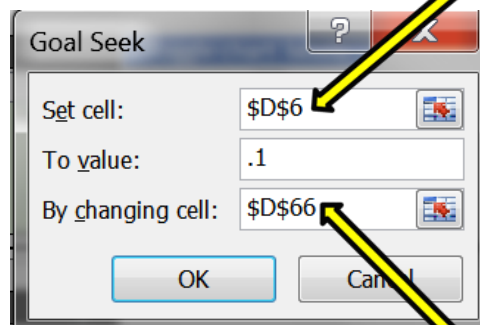 Goal Seek
?
Set cell: $D$6
To value: .1
By changing cell: $D$66
OK